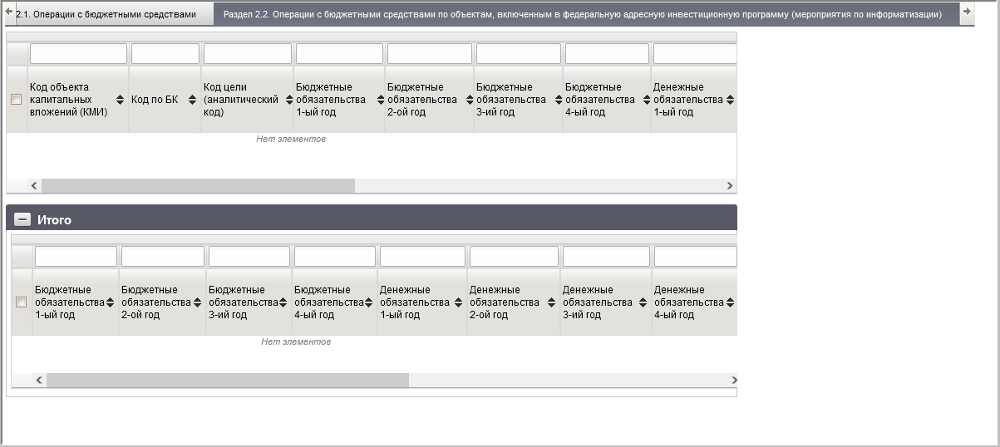 2.1. Операции с бюджетными средствами
Раздел 2.2. Операции с бюджетными средствами по объектам, включенным в федеральную адресную инвестиционную программу (мероприятия по информатизации)
Код объекта капитальных вложений (КМИ)
Код по БК
Код цели (аналитический код)
Бюджетные обязательства 1-ый год
Бюджетные обязательства 2-ой год
Бюджетные обязательства 3-ий год
Бюджетные обязательства 4-ый год
Денежные обязательства 1-ый год
Нет элементов
Итого
Бюджетные обязательства 1-ый год
Бюджетные обязательства 2-ой год
Бюджетные обязательства 3-ий год
Бюджетные обязательства 4-ый год
Денежные обязательства 1-ый год
Денежные обязательства 2-ой год
Денежные обязательства 3-ий год
Денежные обязательства 4-ый год
Нет элементов